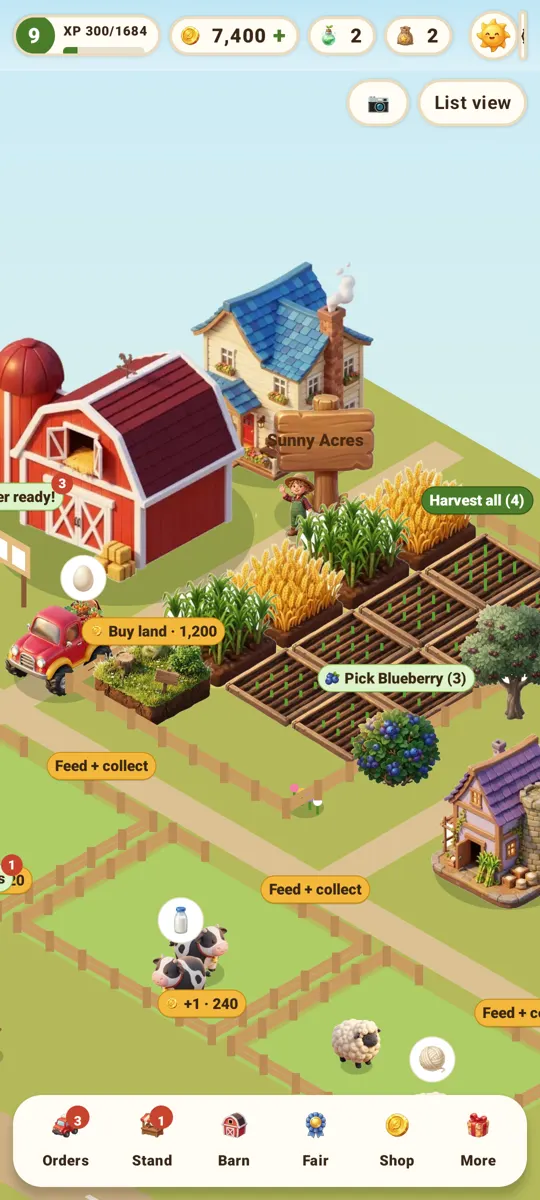 9
XP 300/1684
7,400 +
2
2
List view
Sunny Acres
3
er ready!
Harvest all (4)
Buy land · 1,200
Pick Blueberry (3)
Feed + collect
1
s 20
Feed + collect
+1 · 240
Feed + co
3
1
Orders
Stand
Barn
Fair
Shop
More